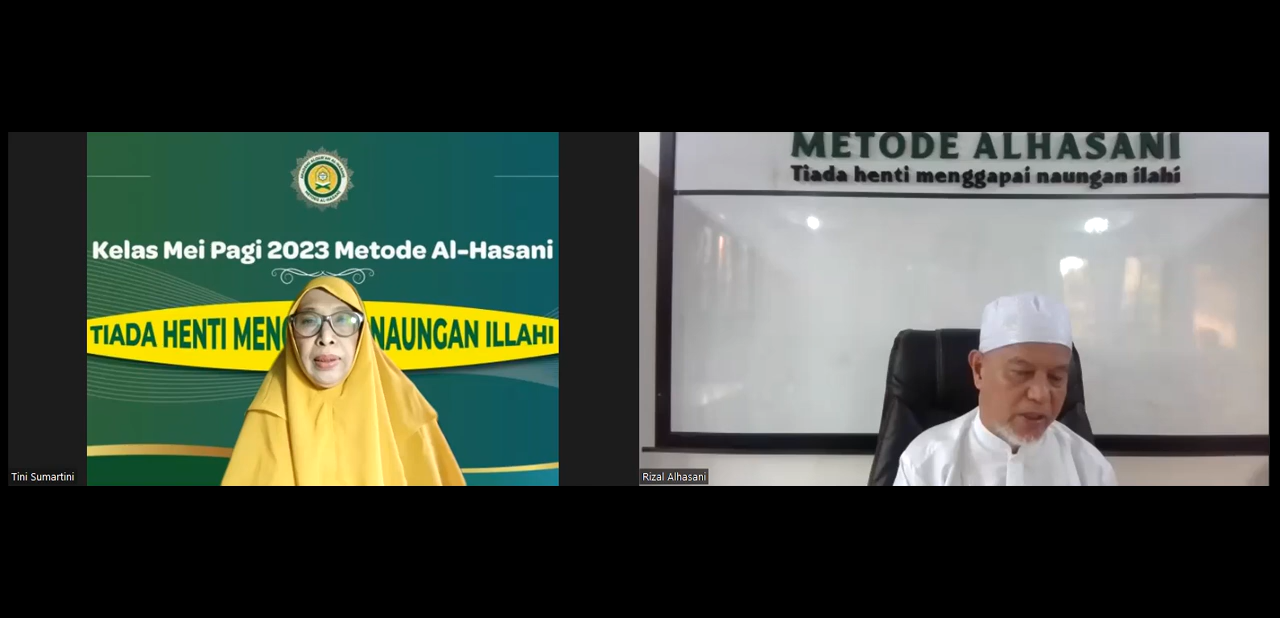 Kelas Mei Pagi 2023 Metode Al-Hasani
TIADA HENTI MENG NAUNGAN ILLAHI
Tini Sumartini
METODE ALHASANI
Tiada henti menggapai naungan ilahi
Rizal Alhasani